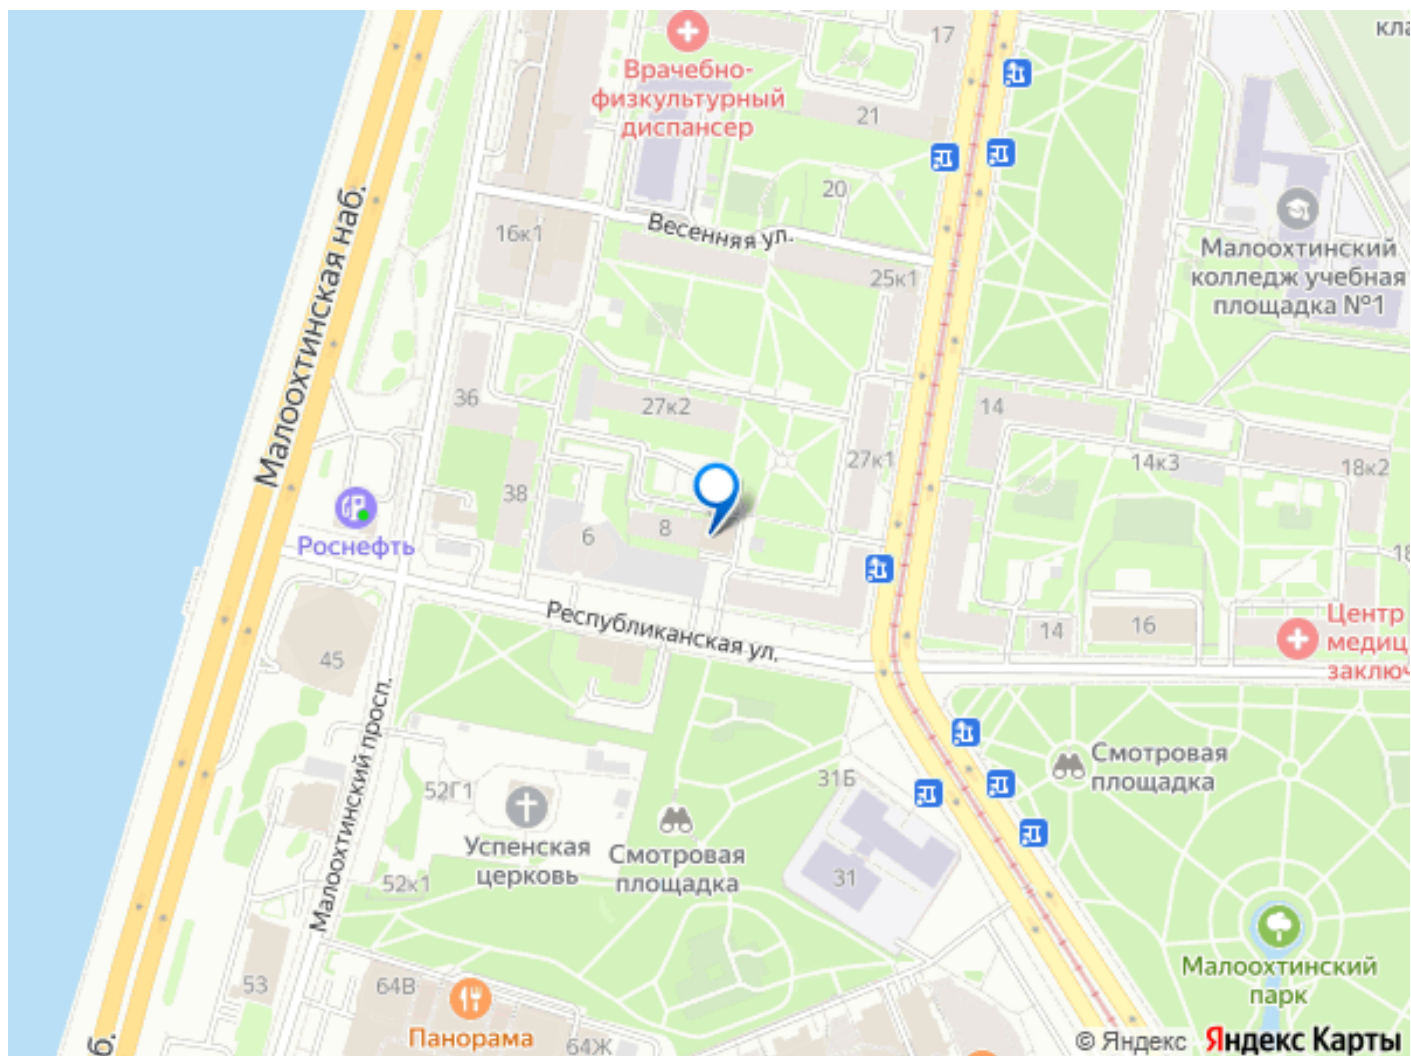 кла
17
Врачебно-
физкультурный
диспансер
21
20
Малоохтинская наб.
Весенняя ул.
16к1
25к1
Малоохтинский
колледж учебная
площадка №1
36
27к2
14
27к1
14к3
18к2
38
Роснефть
6
8
18
Республиканская ул.
14
16
Центр
медиц
заключ
45
Малоохтинский просп.
52Г1
Успенская
церковь
Смотровая
площадка
31Б
Смотровая
площадка
52к1
31
53
64В
Панорама
64Ж
Малоохтинский
парк
б.
© Яндекс Яндекс Карты